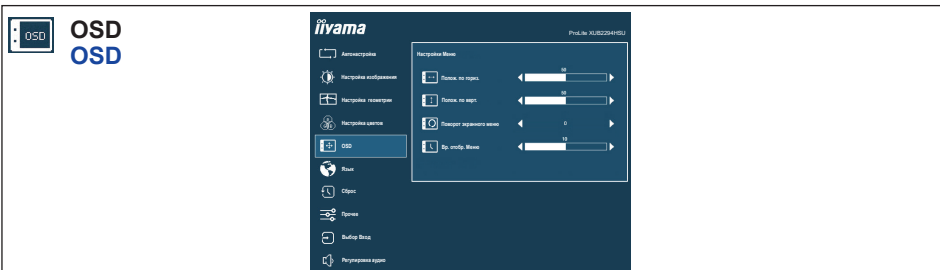 OSD
OSD
OSD
iiyama
ProLite XUB2294HSU
Автонастройка
Настройка изображения
Настройка геометрии
Настройка цветов
OSD
Язык
Сброс
Прочее
Выбор Вход
Регулировка аудио
Настройки Меню
Полож. по гориз.
50
Полож. по верт.
50
Поворот экранного меню
0
Вр. отобр. Меню
10